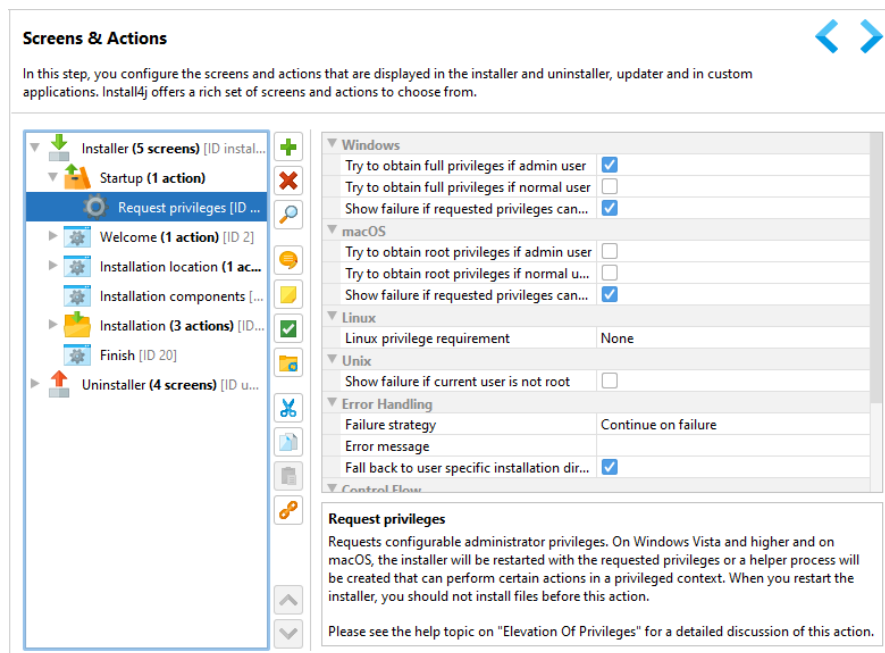 Screens & Actions
In this step, you configure the screens and actions that are displayed in the installer and uninstaller, updater and in custom
applications. Install4j offers a rich set of screens and actions to choose from.
Installer (5 screens) [ID instal...
Startup (1 action)
Request privileges [ID ...
Welcome (1 action) [ID 2]
Installation location (1 ac...
Installation components [...
Installation (3 actions) [ID...
Finish [ID 20]
Uninstaller (4 screens) [ID u...
Windows
Try to obtain full privileges if admin user
Try to obtain full privileges if normal user
Show failure if requested privileges can...
macOS
Try to obtain root privileges if admin user
Try to obtain root privileges if normal u...
Show failure if requested privileges can...
Linux
Linux privilege requirement None
Unix
Show failure if current user is not root
Error Handling
Failure strategy Continue on failure
Error message
Fall back to user specific installation dir...
Control Flow
Request privileges
Requests configurable administrator privileges. On Windows Vista and higher and on
macOS, the installer will be restarted with the requested privileges or a helper process will
be created that can perform certain actions in a privileged context. When you restart the
installer, you should not install files before this action.
Please see the help topic on "Elevation Of Privileges" for a detailed discussion of this action.